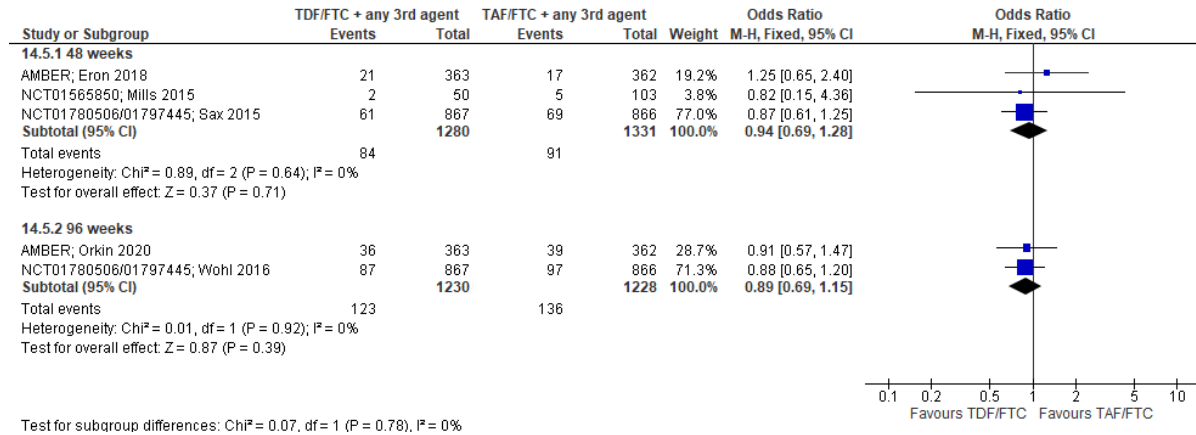 TDF/FTC + any 3rd agent TAF/FTC + any 3rd agent Odds Ratio Odds Ratio
Study or Subgroup Events Total Events Total Weight M-H, Fixed, 95% CI M-H, Fixed, 95% CI
14.5.1 48 weeks
AMBER; Eron 2018 21 363 17 362 19.2% 1.25 [0.65, 2.40]
NCT01565850; Mills 2015 2 50 5 103 3.8% 0.82 [0.15, 4.36]
NCT01780506/01797445; Sax 2015 61 867 69 866 77.0% 0.87 [0.61, 1.25]
Subtotal (95% CI) 1280 1331 100.0% 0.94 [0.69, 1.28]
Total events 84 91
Heterogeneity: Chi² = 0.89, df = 2 (P = 0.64); I² = 0%
Test for overall effect: Z = 0.37 (P = 0.71)
14.5.2 96 weeks
AMBER; Orkin 2020 36 363 39 362 28.7% 0.91 [0.57, 1.47]
NCT01780506/01797445; Wohl 2016 87 867 97 866 71.3% 0.88 [0.65, 1.20]
Subtotal (95% CI) 1230 1228 100.0% 0.89 [0.69, 1.15]
Total events 123 136
Heterogeneity: Chi² = 0.01, df = 1 (P = 0.92); I² = 0%
Test for overall effect: Z = 0.87 (P = 0.39)
0.1 0.2 0.5 1 2 5 10
Favours TDF/FTC Favours TAF/FTC
Test for subgroup differences: Chi² = 0.07, df = 1 (P = 0.78), I² = 0%